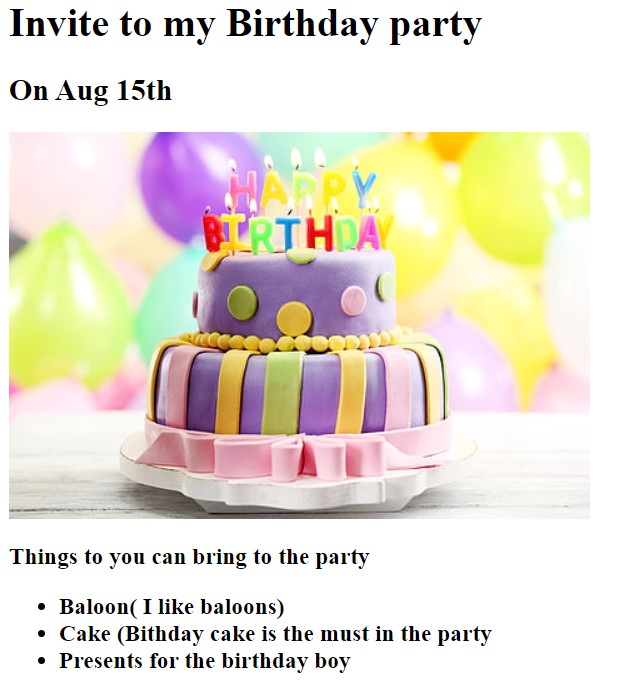 Invite to my Birthday party
On Aug 15th
HAPPY
BIRTHDAY
Things to you can bring to the party
Baloon( I like baloons)
Cake (Bithday cake is the must in the party
Presents for the birthday boy